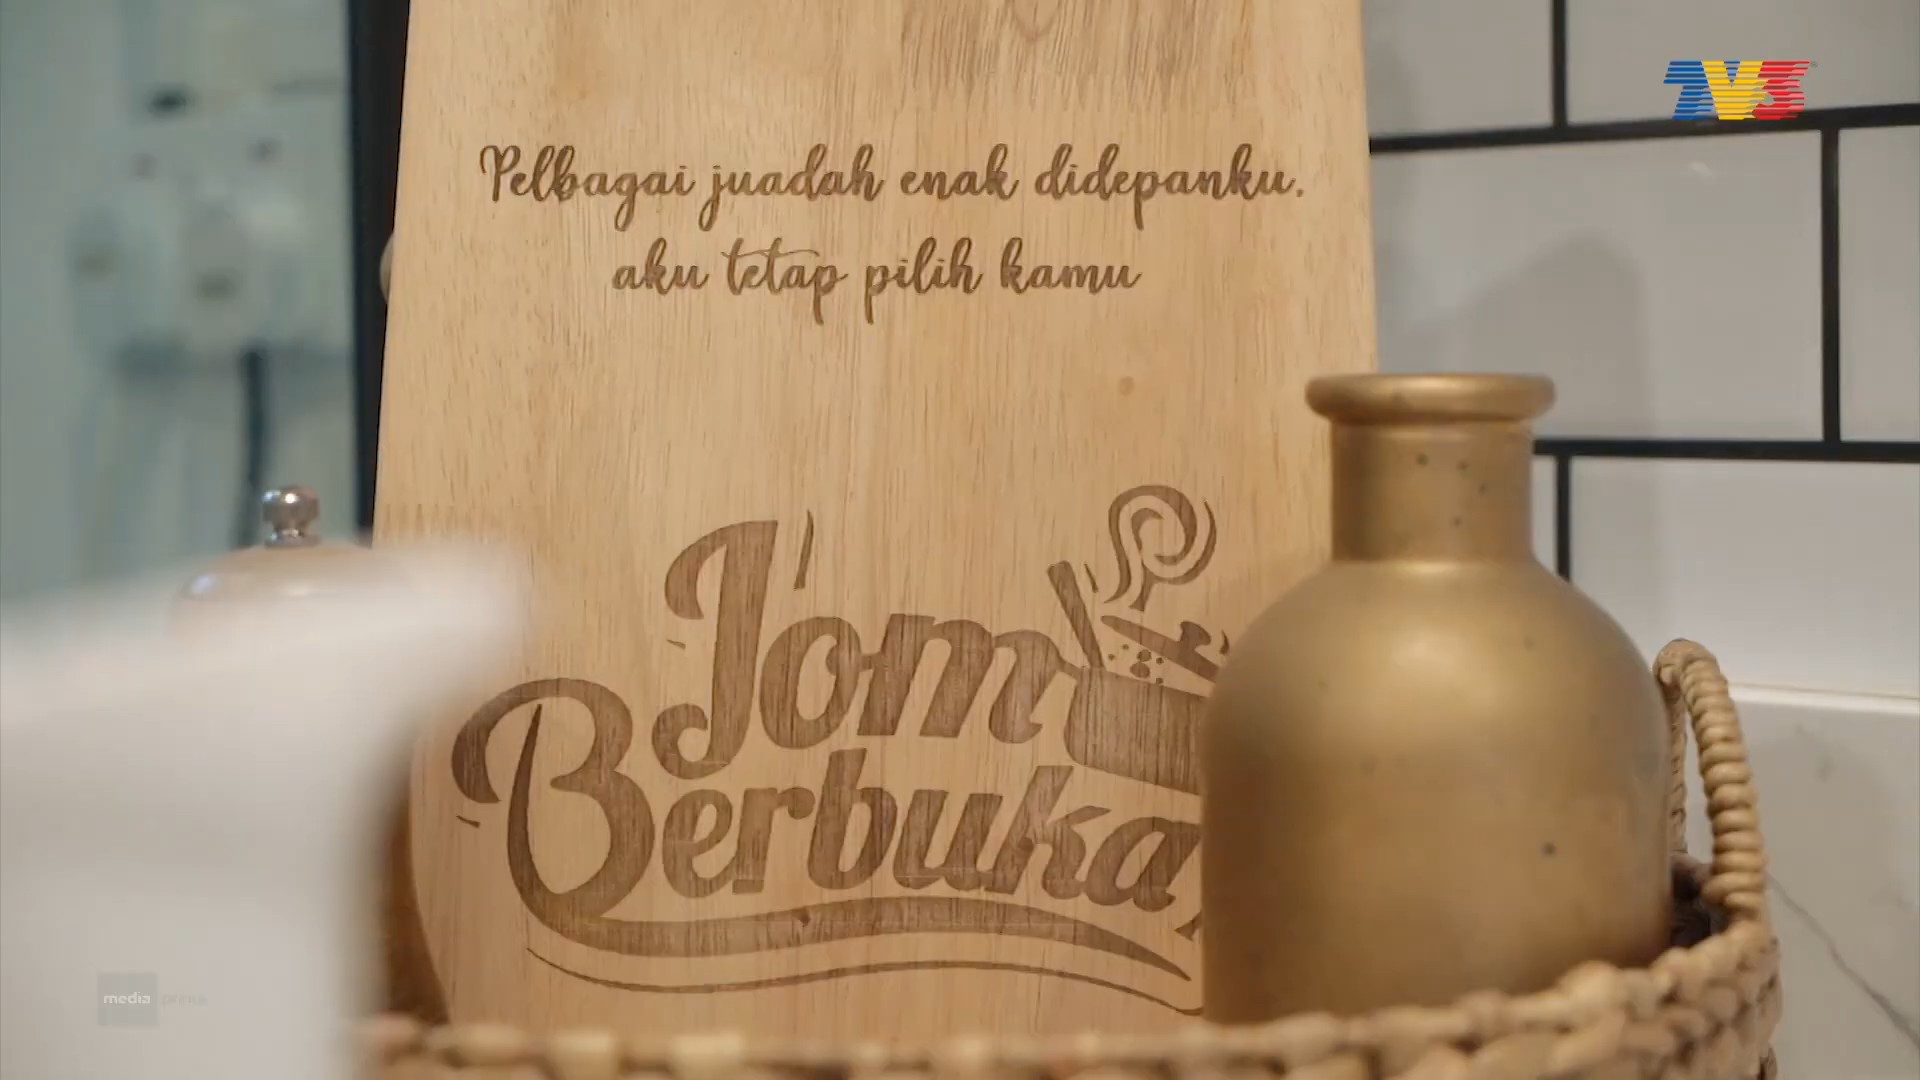 TV3
Pelbagai juadah enak didepanku.
aku tetap pilih kamu
Jom
Berbuka
media prima